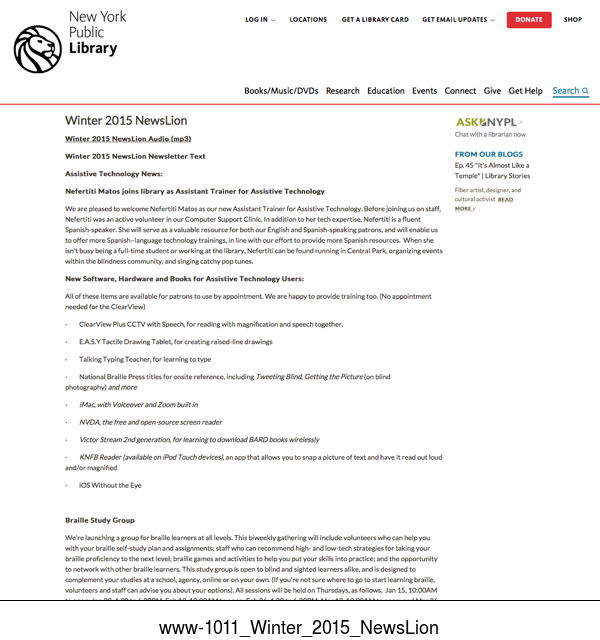 New York
Public
Library
LOG IN
LOCATIONS
GET A LIBRARY CARD
GET EMAIL UPDATES
DONATE
SHOP
Books/Music/DVDs Research Education Events Connect Give Get Help Search
Winter 2015 NewsLion
Winter 2015 NewsLion Audio (mp3)
Winter 2015 NewsLion Newsletter Text
Assistive Technology News:
Nefertiti Matos joins library as Assistant Trainer for Assistive Technology
We are pleased to welcome Nefertiti Matos as our new Assistant Trainer for Assistive Technology. Before joining us on staff,
Nefertiti was an active volunteer in our Computer Support Clinic. In addition to her tech expertise, Nefertiti is a fluent
Spanish-speaker. She will serve as a valuable resource for both our English and Spanish-speaking patrons, and will enable us
to offer more Spanish-language technology trainings, in line with our effort to provide more Spanish resources. When she
isn't busy being a full-time student or working at the library, Nefertiti can be found running in Central Park, organizing events
within the blindness community, and singing catchy pop tunes.
New Software, Hardware and Books for Assistive Technology Users:
All of these items are available for patrons to use by appointment. We are happy to provide training too. (No appointment
needed for the ClearView)
- ClearView Plus CCTV with Speech, for reading with magnification and speech together.
- E.A.S.Y Tactile Drawing Tablet, for creating raised-line drawings
- Talking Typing Teacher, for learning to type
- National Braille Press titles for onsite reference, including Tweeting Blind, Getting the Picture (on blind
photography) and more
- iMac, with Voiceover and Zoom built in
- NVDA, the free and open-source screen reader
- Victor Stream 2nd generation, for learning to download BARD books wirelessly
- KNFB Reader (available on iPod Touch devices), an app that allows you to snap a picture of text and have it read out loud
and/or magnified
- iOS Without the Eye
Braille Study Group
We're launching a group for braille learners at all levels. This biweekly gathering will include volunteers who can help you
with your braille self-study plan and assignments; staff who can recommend high- and low-tech strategies for taking your
braille proficiency to the next level; braille games and activities to help you put your skills into practice; and the opportunity
to network with other braille learners. This study group is open to blind and sighted learners alike, and is designed to
complement your studies at a school, agency, online or on your own. (If you're not sure where to go to start learning braille,
volunteers and staff can advise you about your options). All sessions will be held on Thursdays, as follows. Jan 15, 10:00AM
ASK NYPL >
Chat with a librarian now
FROM OUR BLOGS
Ep. 45 "It's Almost Like a
Temple" | Library Stories
Fiber artist, designer, and
cultural activist READ
MORE ›
www-1011_Winter_2015_NewsLion